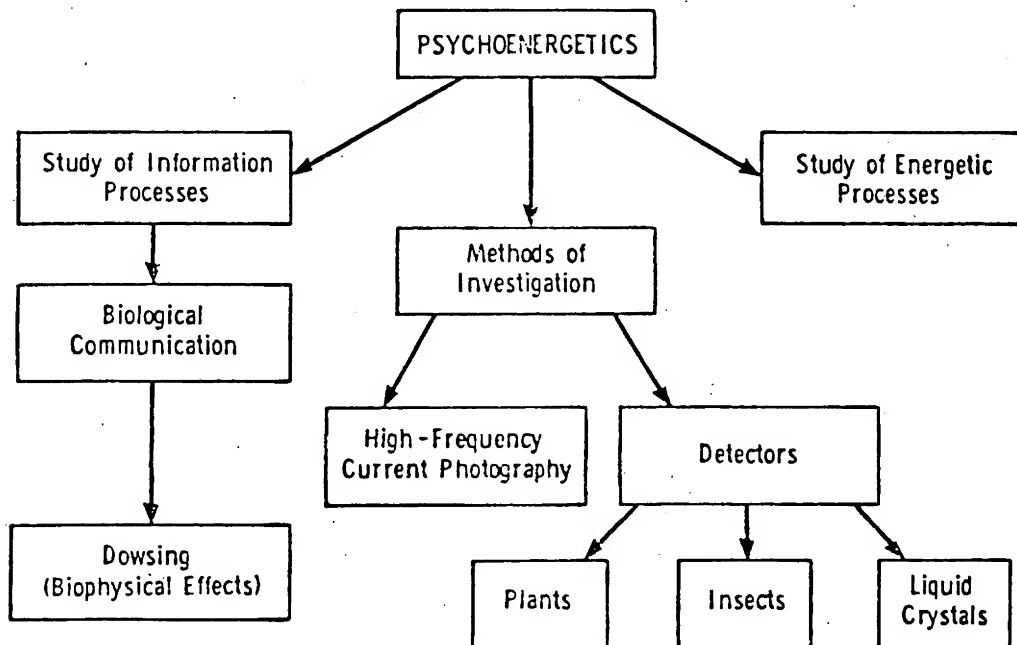 PSYCHOENERGETICS
Study of Information
Processes
Study of Energetic
Processes
Methods of
Investigation
Biological
Communication
High-Frequency
Current Photography
Detectors
Dowsing
(Biophysical Effects)
Plants
Insects
Liquid
Crystals